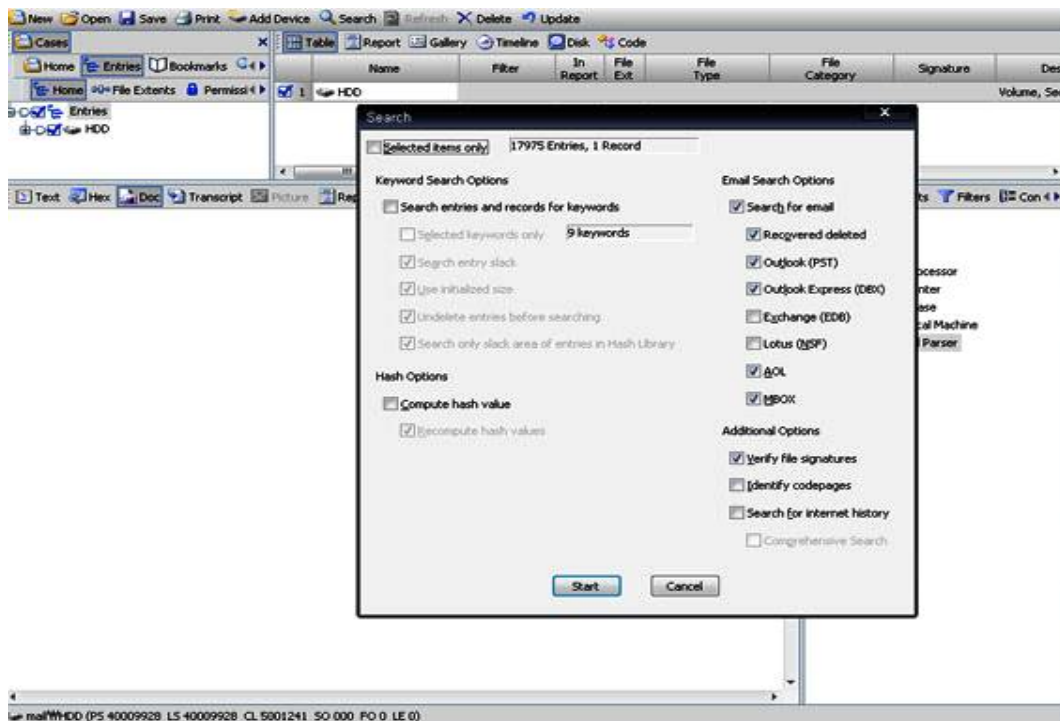 New Open Save Print Add Device Search Refresh Delete Update
Cases
Table Report Gallery Timeline Disk Code
Home Entries Bookmarks
Name Filter In Report File Ext File Type File Category Signature Des
Home File Extents Permissi
1 HDD Volume, Sec
Entries
HDD
Search
Selected items only 17975 Entries, 1 Record
Keyword Search Options
Search entries and records for keywords
Selected keywords only 9 keywords
Search entry slack
Use initialized size
Undelete entries before searching
Search only slack area of entries in Hash Library
Hash Options
Compute hash value
Recompute hash values
Email Search Options
Search for email
Recovered deleted
Outlook (PST)
Outlook Express (DBX)
Exchange (EDB)
Lotus (NSF)
AOL
MBOX
Additional Options
Verify file signatures
Identify codepages
Search for internet history
Comprehensive Search
Start Cancel
Text Hex Doc Transcript Picture Rep
ts Filters Con
ocessor
nter
ase
cal Machine
l Parser
mail₩HDD (PS 40009928 LS 40009928 CL 5001241 SO 000 FO 0 LE 0)